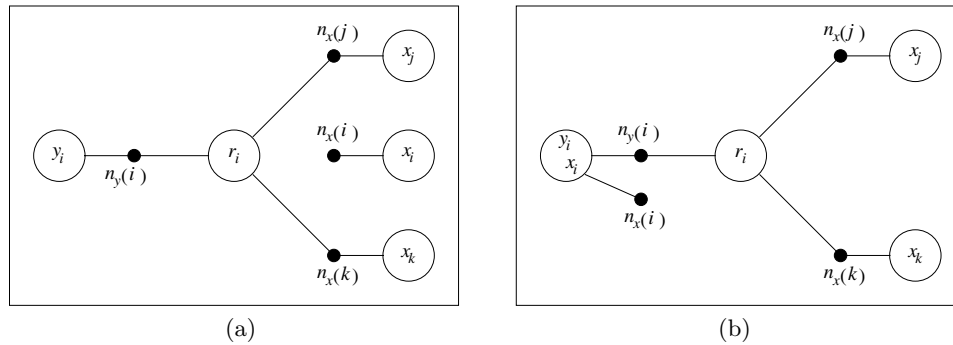 n_x(j)
x_j
n_x(i)
y_i
r_i
x_i
n_y(i)
x_k
n_x(k)
(a)
n_x(j)
x_j
y_i
n_y(i)
x_i
r_i
n_x(i)
x_k
n_x(k)
(b)